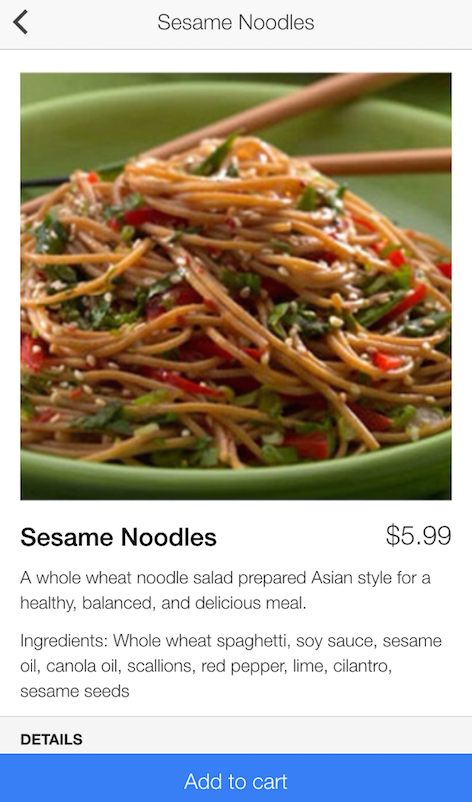 Sesame Noodles
Sesame Noodles
$5.99
A whole wheat noodle salad prepared Asian style for a
healthy, balanced, and delicious meal.
Ingredients: Whole wheat spaghetti, soy sauce, sesame
oil, canola oil, scallions, red pepper, lime, cilantro,
sesame seeds
DETAILS
Add to cart